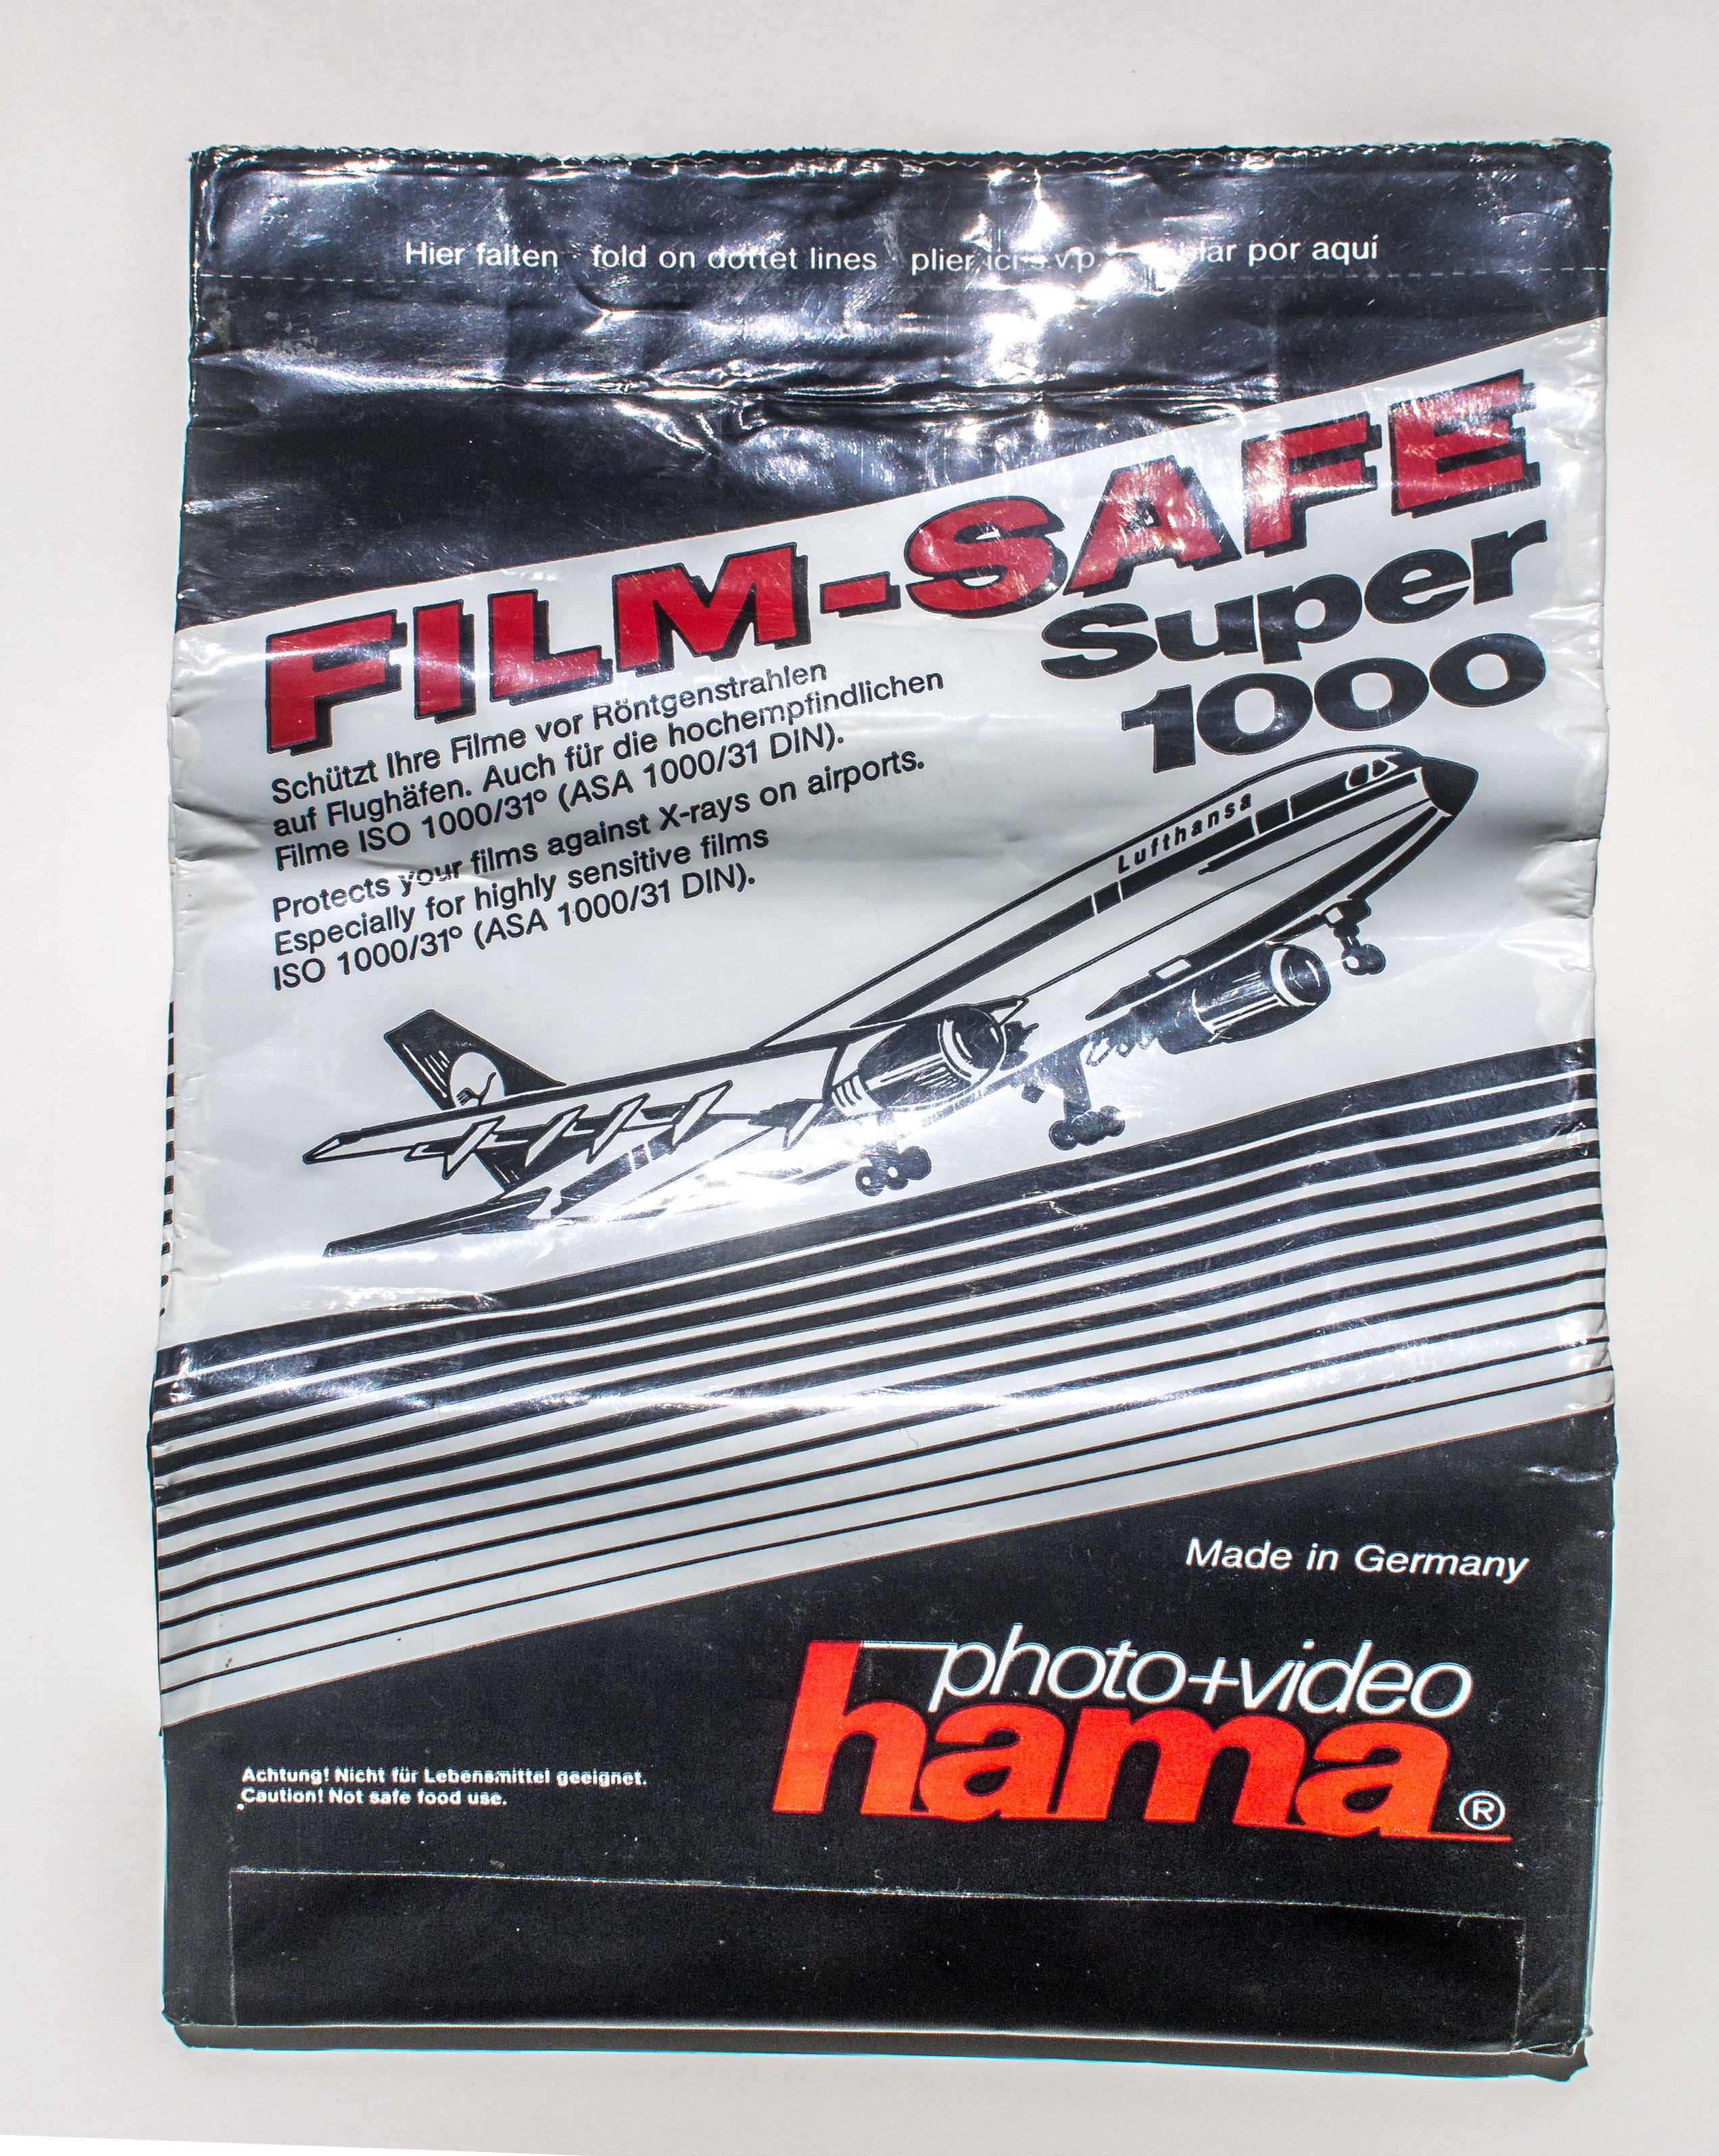 Hier falten · fold on dottet lines · plier ici s.v.p. por aquí
FILM-SAFE
Super
1000
Schützt Ihre Filme vor Röntgenstrahlen
auf Flughäfen. Auch für die hochempfindlichen
Filme ISO 1000/31° (ASA 1000/31 DIN).
Protects your films against X-rays on airports.
Especially for highly sensitive films
ISO 1000/31° (ASA 1000/31 DIN).
Lufthansa
Made in Germany
photo+video
hama®
Achtung! Nicht für Lebensmittel geeignet.
Caution! Not safe food use.